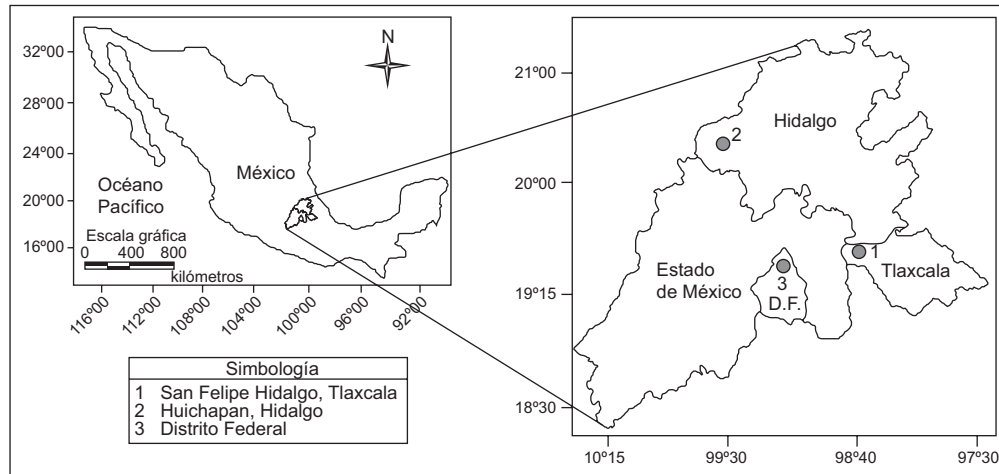 N
32º00
28º00
24º00
20º00
16º00
México
Océano
Pacífico
Escala gráfica
0 400 800
kilómetros
116º00 112º00 108º00 104º00 100º00 96º00 92º00
Simbología
1 San Felipe Hidalgo, Tlaxcala
2 Huichapan, Hidalgo
3 Distrito Federal
21º00
20º00
19º15
18º30
Hidalgo
2
1
Tlaxcala
Estado
de México
3
D.F.
10º15 99º30 98º40 97º30